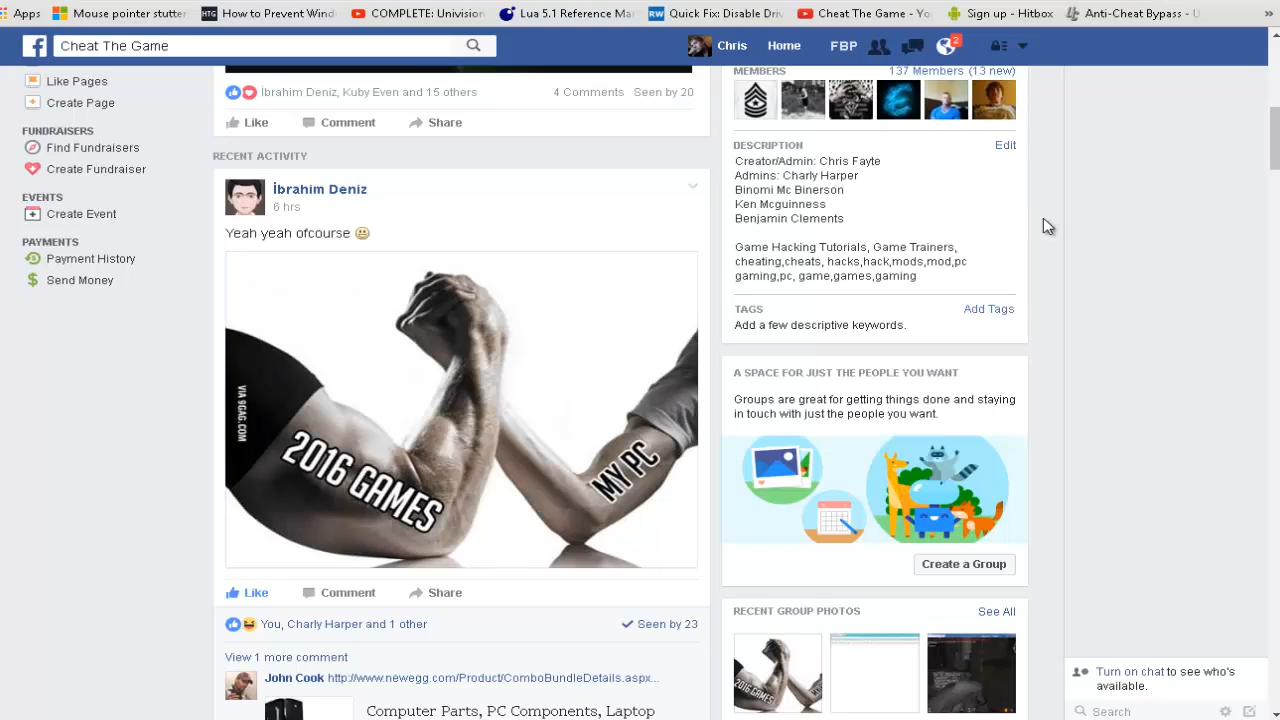 Apps
HTG Hover Windows
COMPLETE: Invision
Lua 5.3 Reference Ma
RW Quick Fix Disable Driv
Cheat The Game - Yo
Group up - Hitbox
Anti-Cheat Bypass - U
»
Cheat The Game
Chris Home FBP 2
Like Pages
Create Page
FUNDRAISERS
Find Fundraisers
Create Fundraiser
EVENTS
Create Event
PAYMENTS
Payment History
Send Money
İbrahim Deniz, Kuby Even and 15 others
4 Comments Seen by 20
Like Comment Share
RECENT ACTIVITY
İbrahim Deniz
6 hrs
Yeah yeah ofcourse
VIA 9GAG.COM
2016 GAMES
MY PC
Like Comment Share
You, Charly Harper and 1 other
Seen by 23
View 1 more comment
John Cook http://www.newegg.com/Product/ComboBundleDetails.aspx...
Computer Parts, PC Components, Laptop
MEMBERS
137 Members (13 new)
DESCRIPTION
Edit
Creator/Admin: Chris Fayte
Admins: Charly Harper
Binomi Mc Binerson
Ken Mcguinness
Benjamin Clements
Game Hacking Tutorials, Game Trainers,
cheating,cheats, hacks,hack,mods,mod,pc
gaming,pc, game,games,gaming
TAGS
Add Tags
Add a few descriptive keywords.
A SPACE FOR JUST THE PEOPLE YOU WANT
Groups are great for getting things done and staying
in touch with just the people you want.
Create a Group
RECENT GROUP PHOTOS
See All
2016 GAMES
MY PC
Turn on chat to see who's
available.
Search